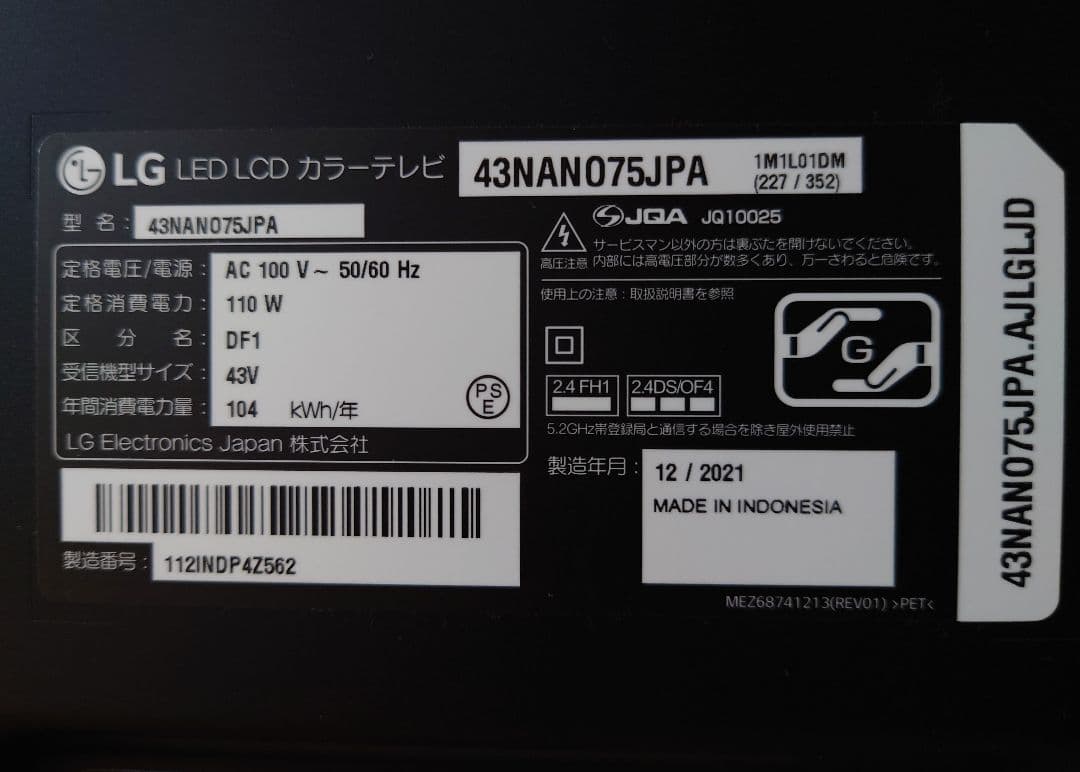 LG LED LCD カラーテレビ 43NANO75JPA 1M1L01DM
(227 / 352)
型 名 : 43NANO75JPA
定格電圧/電源 : AC 100 V ~ 50/60 Hz
定格消費電力 : 110 W
区 分 名 : DF1
受信機型サイズ : 43V
年間消費電力量 : 104 kWh/年
PS
E
LG Electronics Japan 株式会社
製造番号 : 112INDP4Z562
JQA JQ10025
高圧注意
サービスマン以外の方は裏ぶたを開けないでください。
内部には高電圧部分が数多くあり、万一さわると危険です。
使用上の注意 : 取扱説明書を参照
G
2.4 FH1 2.4DS/OF4
5.2GHz帯登録局と通信する場合を除き屋外使用禁止
製造年月 : 12 / 2021
MADE IN INDONESIA
MEZ68741213(REV01) >PET<
43NANO75JPA.AJLGLJD